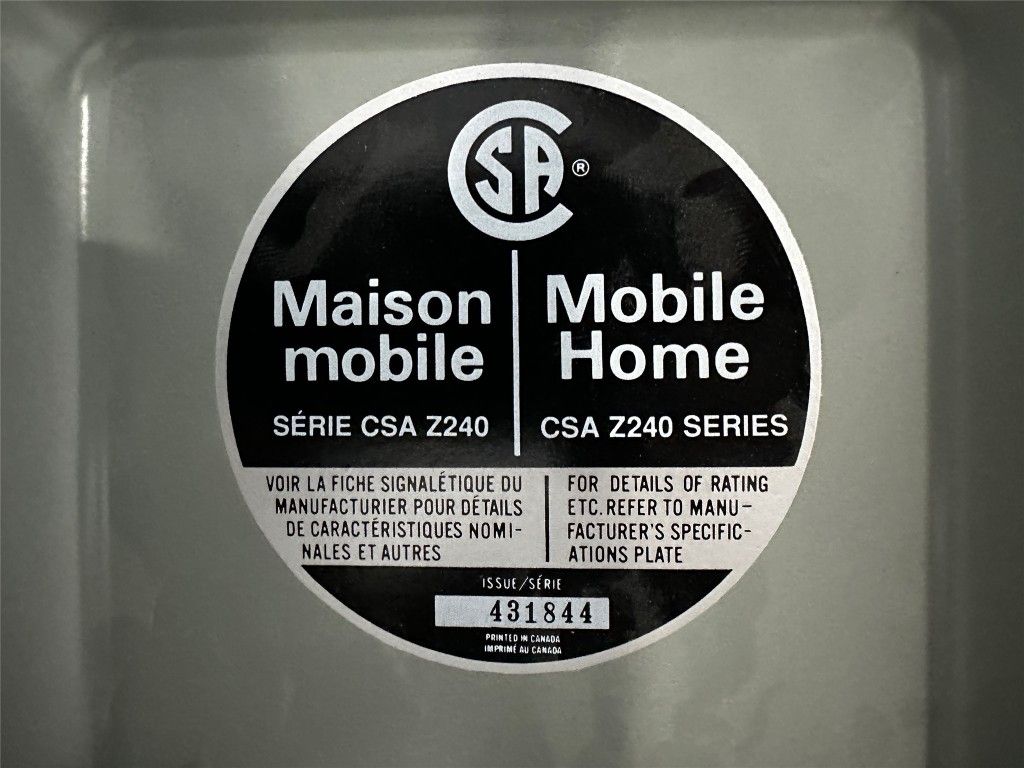 CSA ®
Maison
mobile
SÉRIE CSA Z240
Mobile
Home
CSA Z240 SERIES
VOIR LA FICHE SIGNALÉTIQUE DU
MANUFACTURIER POUR DÉTAILS
DE CARACTÉRISTIQUES NOMI-
NALES ET AUTRES
FOR DETAILS OF RATING
ETC. REFER TO MANU-
FACTURER'S SPECIFIC-
ATIONS PLATE
ISSUE/SÉRIE
431844
PRINTED IN CANADA
IMPRIMÉ AU CANADA